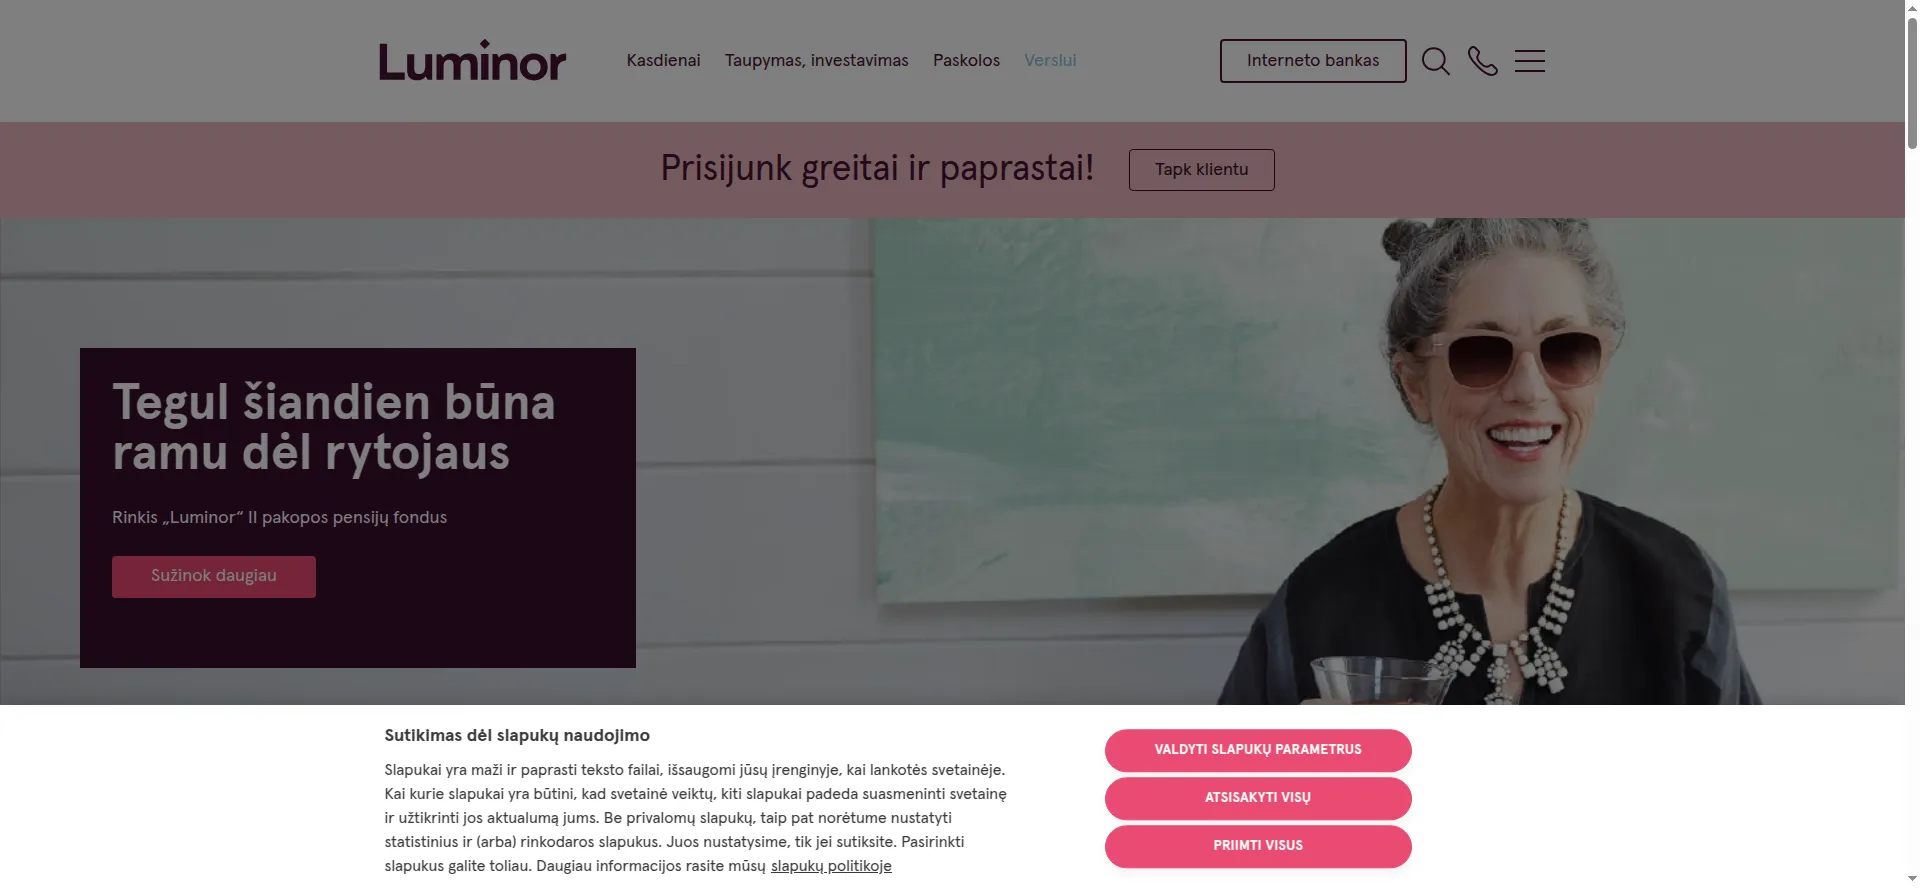 Luminor
Kasdienai
Taupymas, investavimas
Paskolos
Verslui
Interneto bankas
Prisijunk greitai ir paprastai!
Tapk klientu
Tegul šiandien būna
ramu dėl rytojaus
Rinkis „Luminor“ II pakopos pensijų fondus
Sužinok daugiau
Sutikimas dėl slapukų naudojimo
Slapukai yra maži ir paprasti teksto failai, išsaugomi jūsų įrenginyje, kai lankotės svetainėje.
Kai kurie slapukai yra būtini, kad svetainė veiktų, kiti slapukai padeda suasmeninti svetainę
ir užtikrinti jos aktualumą jums. Be privalomų slapukų, taip pat norėtume nustatyti
statistinius ir (arba) rinkodaros slapukus. Juos nustatysime, tik jei sutiksite. Pasirinkti
slapukus galite toliau. Daugiau informacijos rasite mūsų slapukų politikoje
VALDYTI SLAPUKŲ PARAMETRUS
ATSISAKYTI VISŲ
PRIIMTI VISUS